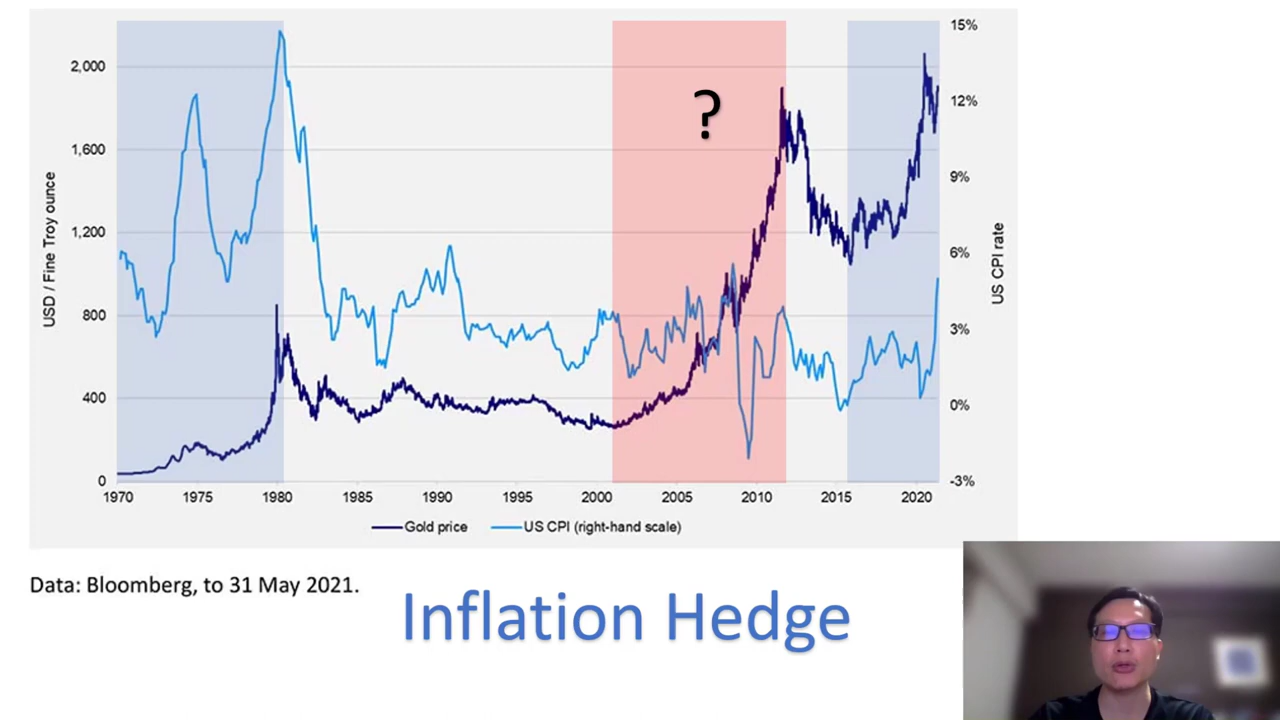 15%
2,000
?
12%
1,600
9%
USD / Fine Troy ounce
1,200
6%
US CPI rate
800
3%
400
0%
0
-3%
1970 1975 1980 1985 1990 1995 2000 2005 2010 2015 2020
Gold price US CPI (right-hand scale)
Data: Bloomberg, to 31 May 2021.
Inflation Hedge